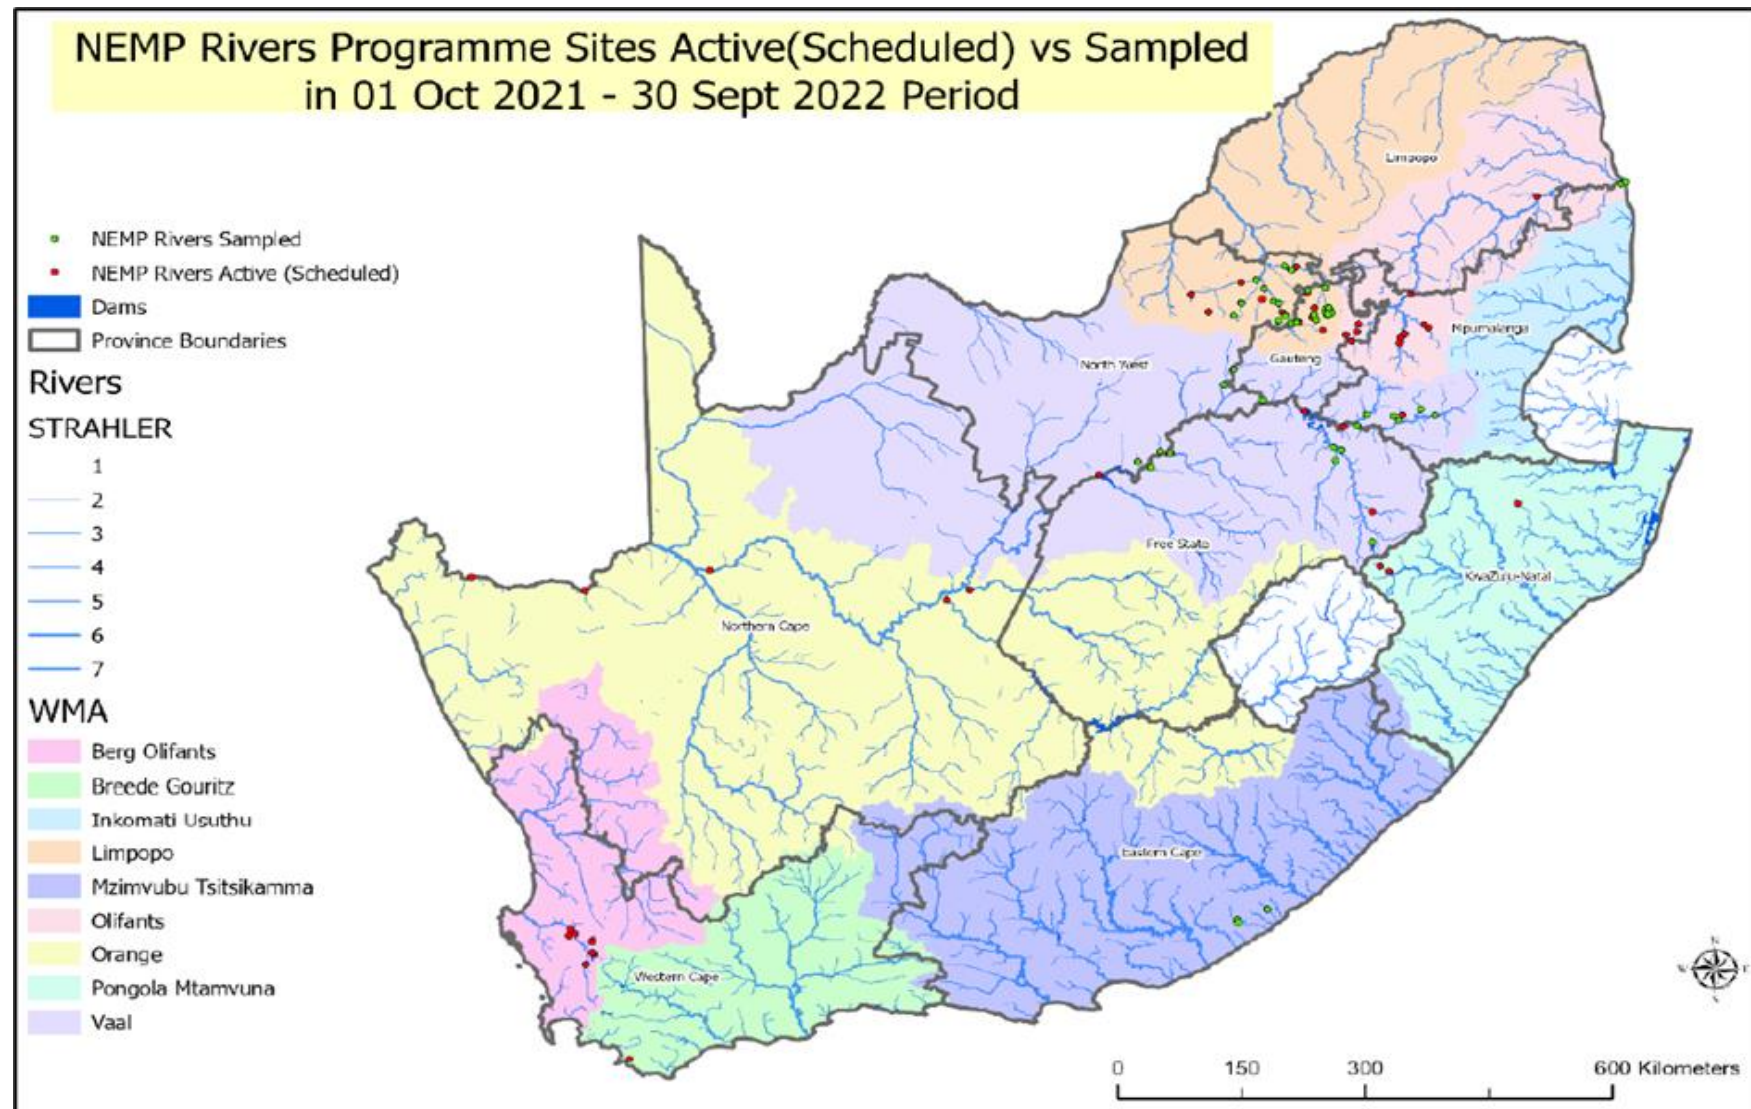 NEMP Rivers Programme Sites Active(Scheduled) vs Sampled
in 01 Oct 2021 - 30 Sept 2022 Period
NEMP Rivers Sampled
NEMP Rivers Active (Scheduled)
Dams
Province Boundaries
Rivers
STRAHLER
1
2
3
4
5
6
7
WMA
Berg Olifants
Breede Gouritz
Inkomati Usuthu
Limpopo
Mzimvubu Tsitsikamma
Olifants
Orange
Pongola Mtamvuna
Vaal
Limpopo
Mpumalanga
North West
Gauteng
Free State
KwaZulu-Natal
Northern Cape
Eastern Cape
Western Cape
N
W E
S
0 150 300 600 Kilometers